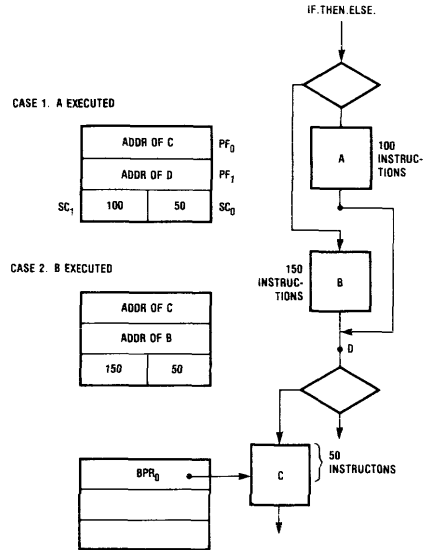 IF.THEN.ELSE.
CASE 1. A EXECUTED
ADDR OF C PF0
ADDR OF D PF1
SC1 100 50 SC0
A
100
INSTRUC-
TIONS
CASE 2. B EXECUTED
ADDR OF C
ADDR OF B
150 50
150
INSTRUC-
TIONS
B
D
BPR0
C
50
INSTRUCTONS